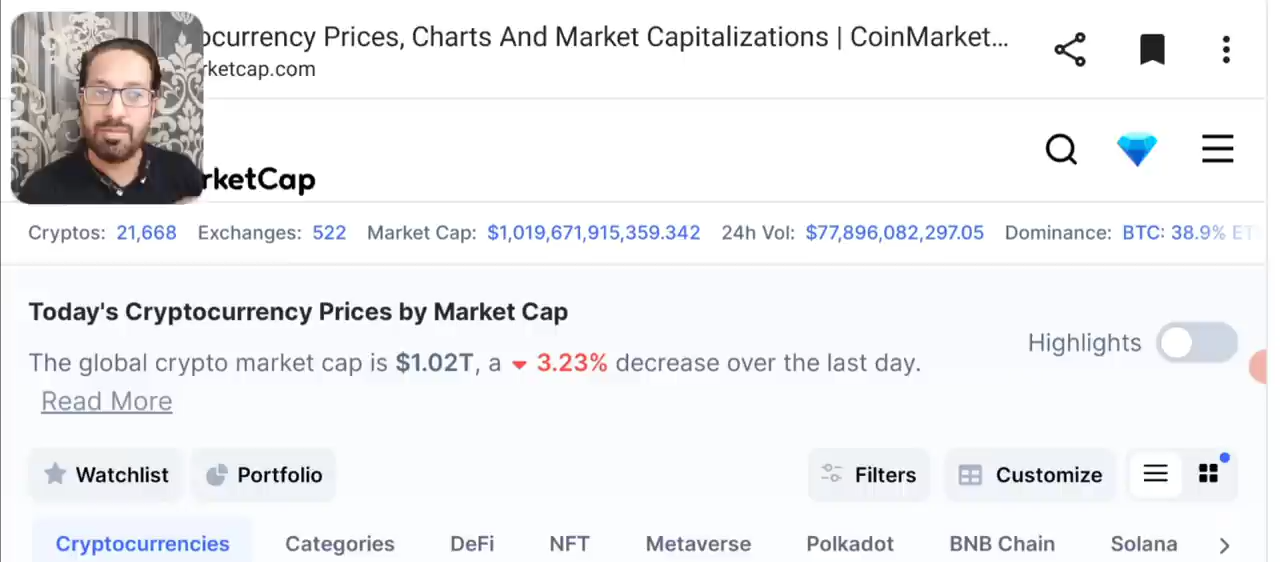 ocurrency Prices, Charts And Market Capitalizations | CoinMarket...
rketcap.com
rketCap
Cryptos: 21,668 Exchanges: 522 Market Cap: $1,019,671,915,359.342 24h Vol: $77,896,082,297.05 Dominance: BTC: 38.9% ET
Today's Cryptocurrency Prices by Market Cap
The global crypto market cap is $1.02T, a 3.23% decrease over the last day.
Read More
Highlights
Watchlist Portfolio Filters Customize
Cryptocurrencies Categories DeFi NFT Metaverse Polkadot BNB Chain Solana